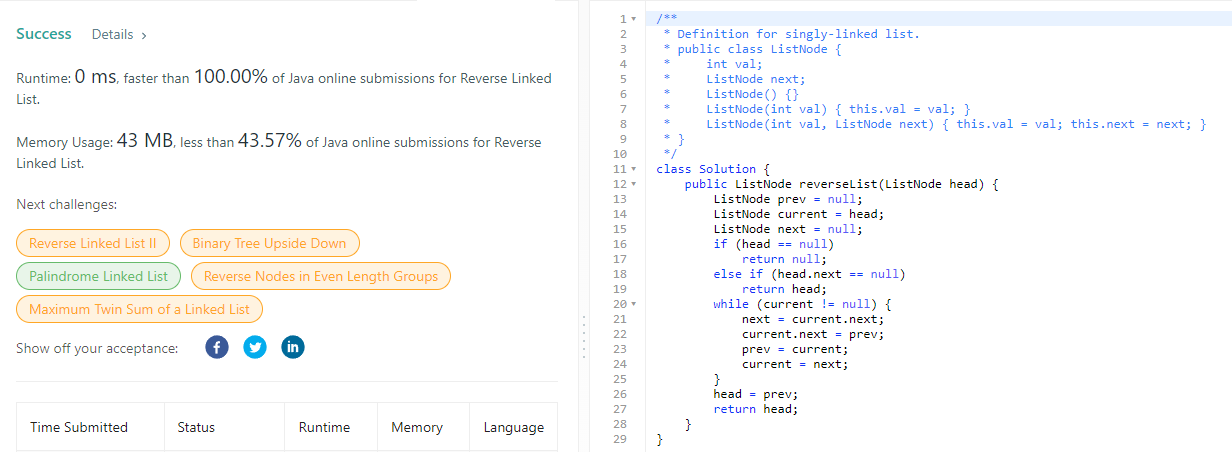 Success Details >
Runtime: 0 ms, faster than 100.00% of Java online submissions for Reverse Linked
List.
Memory Usage: 43 MB, less than 43.57% of Java online submissions for Reverse
Linked List.
Next challenges:
Reverse Linked List II Binary Tree Upside Down
Palindrome Linked List Reverse Nodes in Even Length Groups
Maximum Twin Sum of a Linked List
Show off your acceptance: f in
Time Submitted Status Runtime Memory Language
1 /**
2  * Definition for singly-linked list.
3  * public class ListNode {
4  *     int val;
5  *     ListNode next;
6  *     ListNode() {}
7  *     ListNode(int val) { this.val = val; }
8  *     ListNode(int val, ListNode next) { this.val = val; this.next = next; }
9  * }
10  */
11 class Solution {
12     public ListNode reverseList(ListNode head) {
13         ListNode prev = null;
14         ListNode current = head;
15         ListNode next = null;
16         if (head == null)
17             return null;
18         else if (head.next == null)
19             return head;
20         while (current != null) {
21             next = current.next;
22             current.next = prev;
23             prev = current;
24             current = next;
25         }
26         head = prev;
27         return head;
28     }
29 }